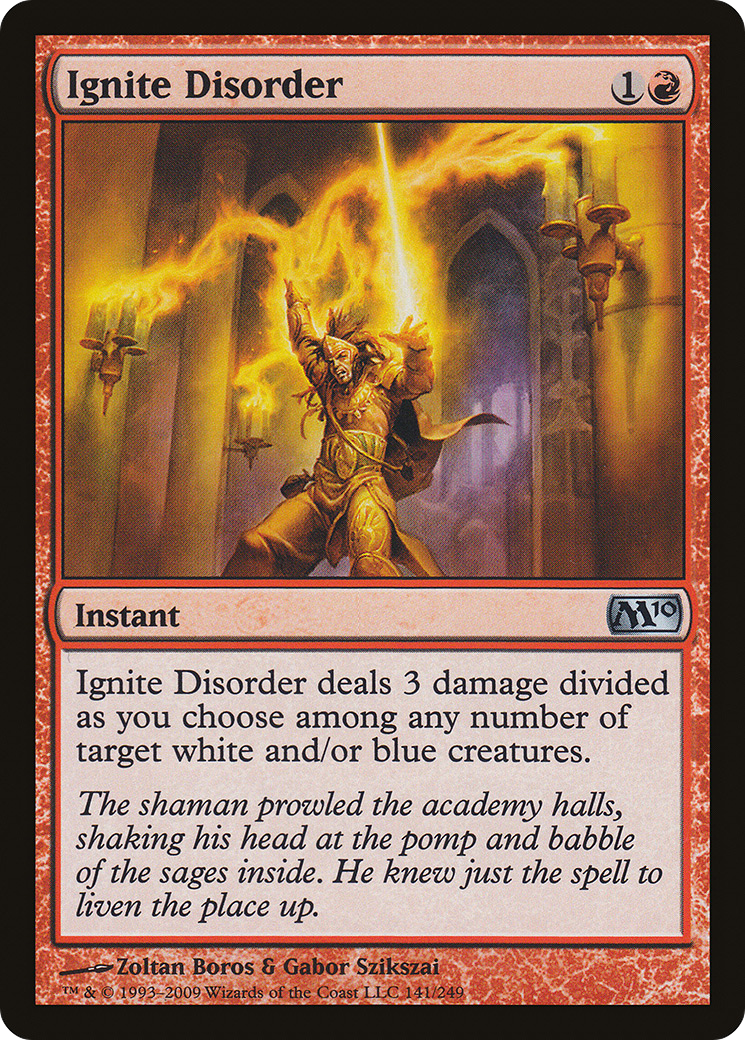 Ignite Disorder 1
Instant M10
Ignite Disorder deals 3 damage divided
as you choose among any number of
target white and/or blue creatures.
The shaman prowled the academy halls,
shaking his head at the pomp and babble
of the sages inside. He knew just the spell to
liven the place up.
Zoltan Boros & Gabor Szikszai
™ & © 1993–2009 Wizards of the Coast LLC 141/249